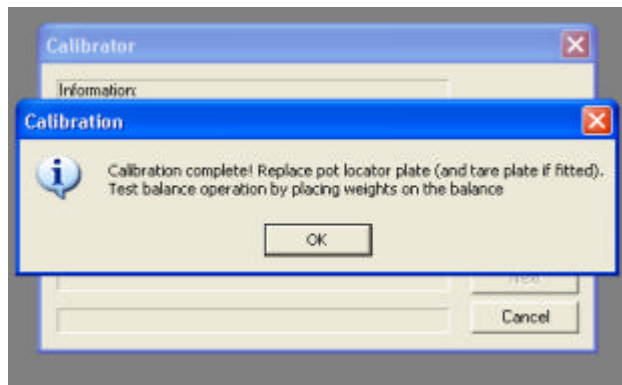 Calibrator
Information:
Calibration
Calibration complete! Replace pot locator plate (and tare plate if fitted).
Test balance operation by placing weights on the balance
OK
Cancel